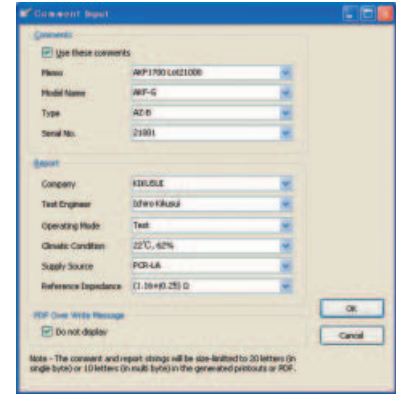 Comment Input
Comments
Use these comments
Memo AKF1700 Lot21008
Model Name AKF-G
Type AZ-B
Serial No. 21001
Report
Company KIKUSUI
Test Engineer Ichiro Kikusui
Operating Mode Test
Climatic Condition 22℃, 62%
Supply Source PCR-LA
Reference Impedance (1.16+j0.25) Ω
PDF Over Write Message
Do not display
OK
Cancel
Note - The comment and report strings will be size-limited to 20 letters (in
single byte) or 10 letters (in multi byte) in the generated printouts or PDF.